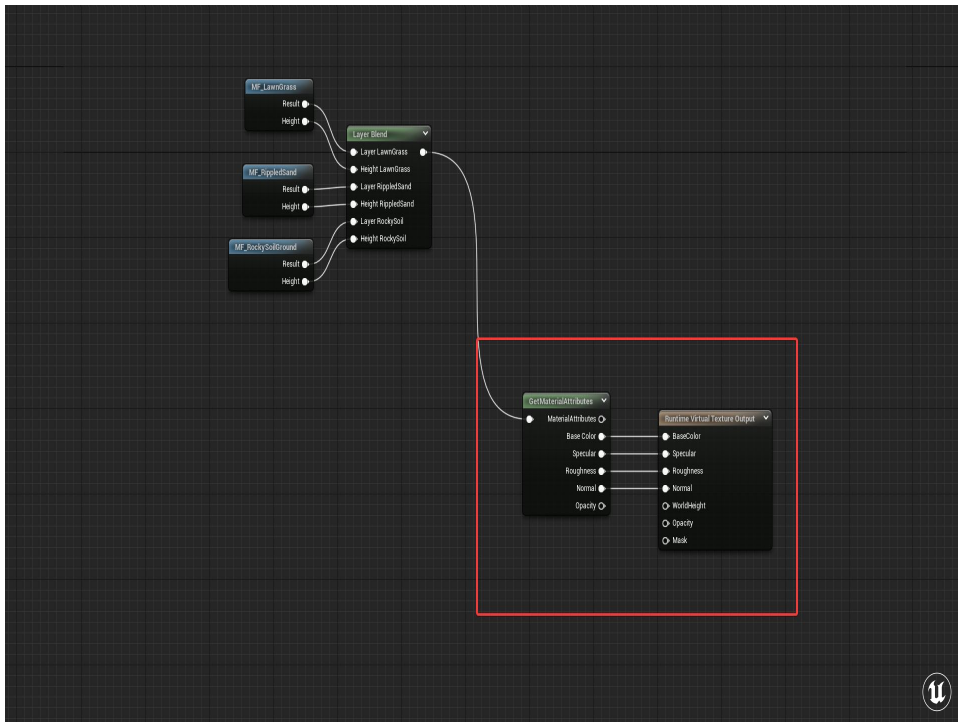 MF_LawnGrass
Result
Height
Layer Blend
Layer LawnGrass
Height LawnGrass
Layer RippledSand
Height RippledSand
Layer RockySoil
Height RockySoil
MF_RippledSand
Result
Height
MF_RockySoilGround
Result
Height
GetMaterialAttributes
MaterialAttributes
Base Color
Specular
Roughness
Normal
Opacity
Runtime Virtual Texture Output
BaseColor
Specular
Roughness
Normal
WorldHeight
Opacity
Mask